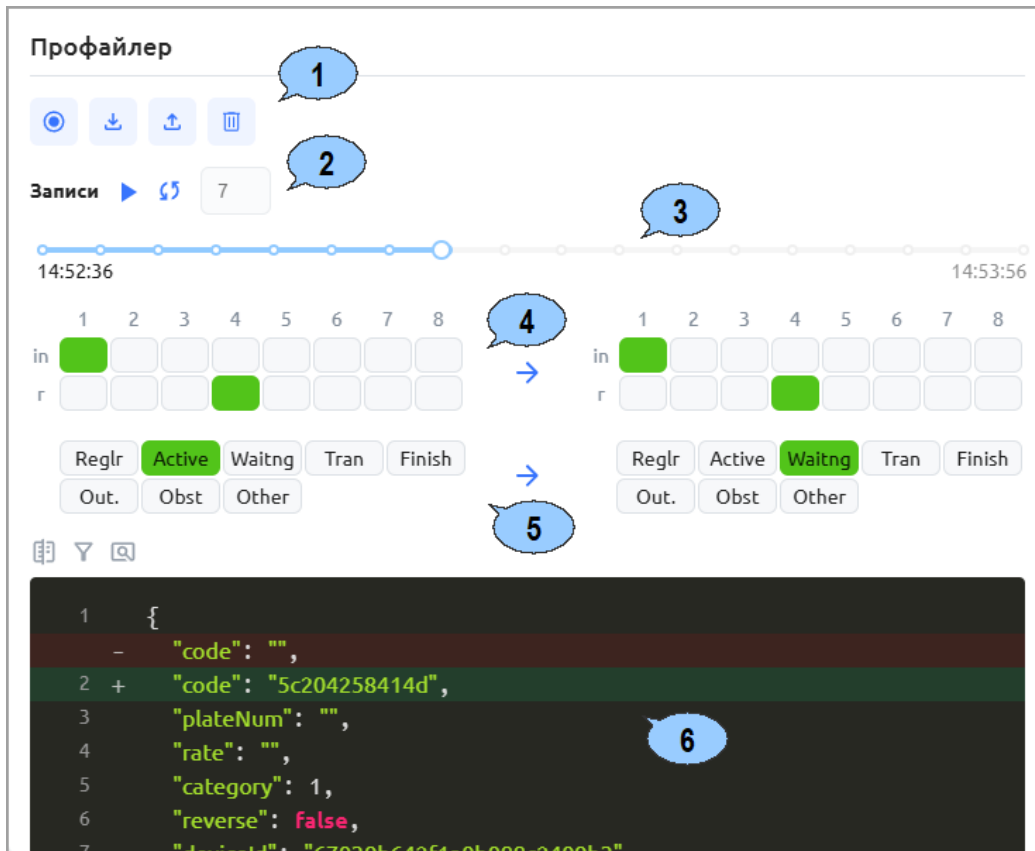 Профайлер
1
2
Записи 7
3
14:52:36 14:53:56
1 2 3 4 5 6 7 8 4 1 2 3 4 5 6 7 8
in in
r r
Reglr Active Waitng Tran Finish Reglr Active Waitng Tran Finish
Out. Obst Other Out. Obst Other
5
1 {
- "code": "",
2 + "code": "5c204258414d",
3 "plateNum": "",
4 "rate": "",
6
5 "category": 1,
6 "reverse": false,